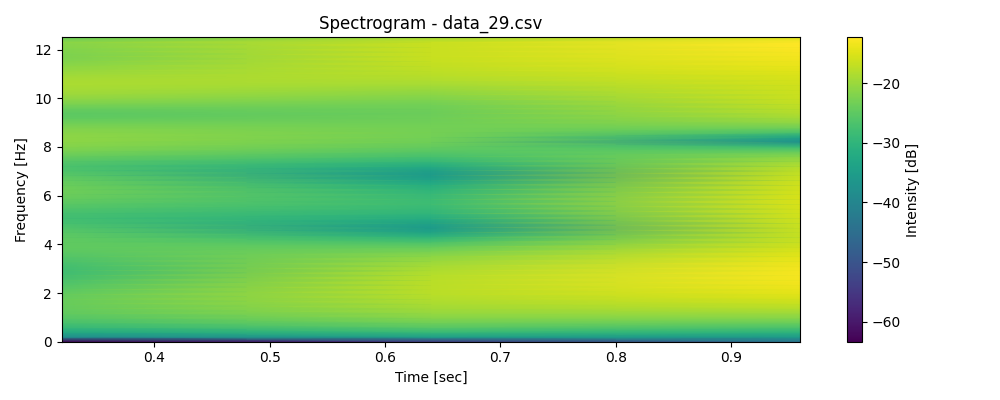 Spectrogram - data_29.csv
12
10
8
6
4
2
0
Frequency [Hz]
0.4 0.5 0.6 0.7 0.8 0.9
Time [sec]
−20
−30
−40
−50
−60
Intensity [dB]